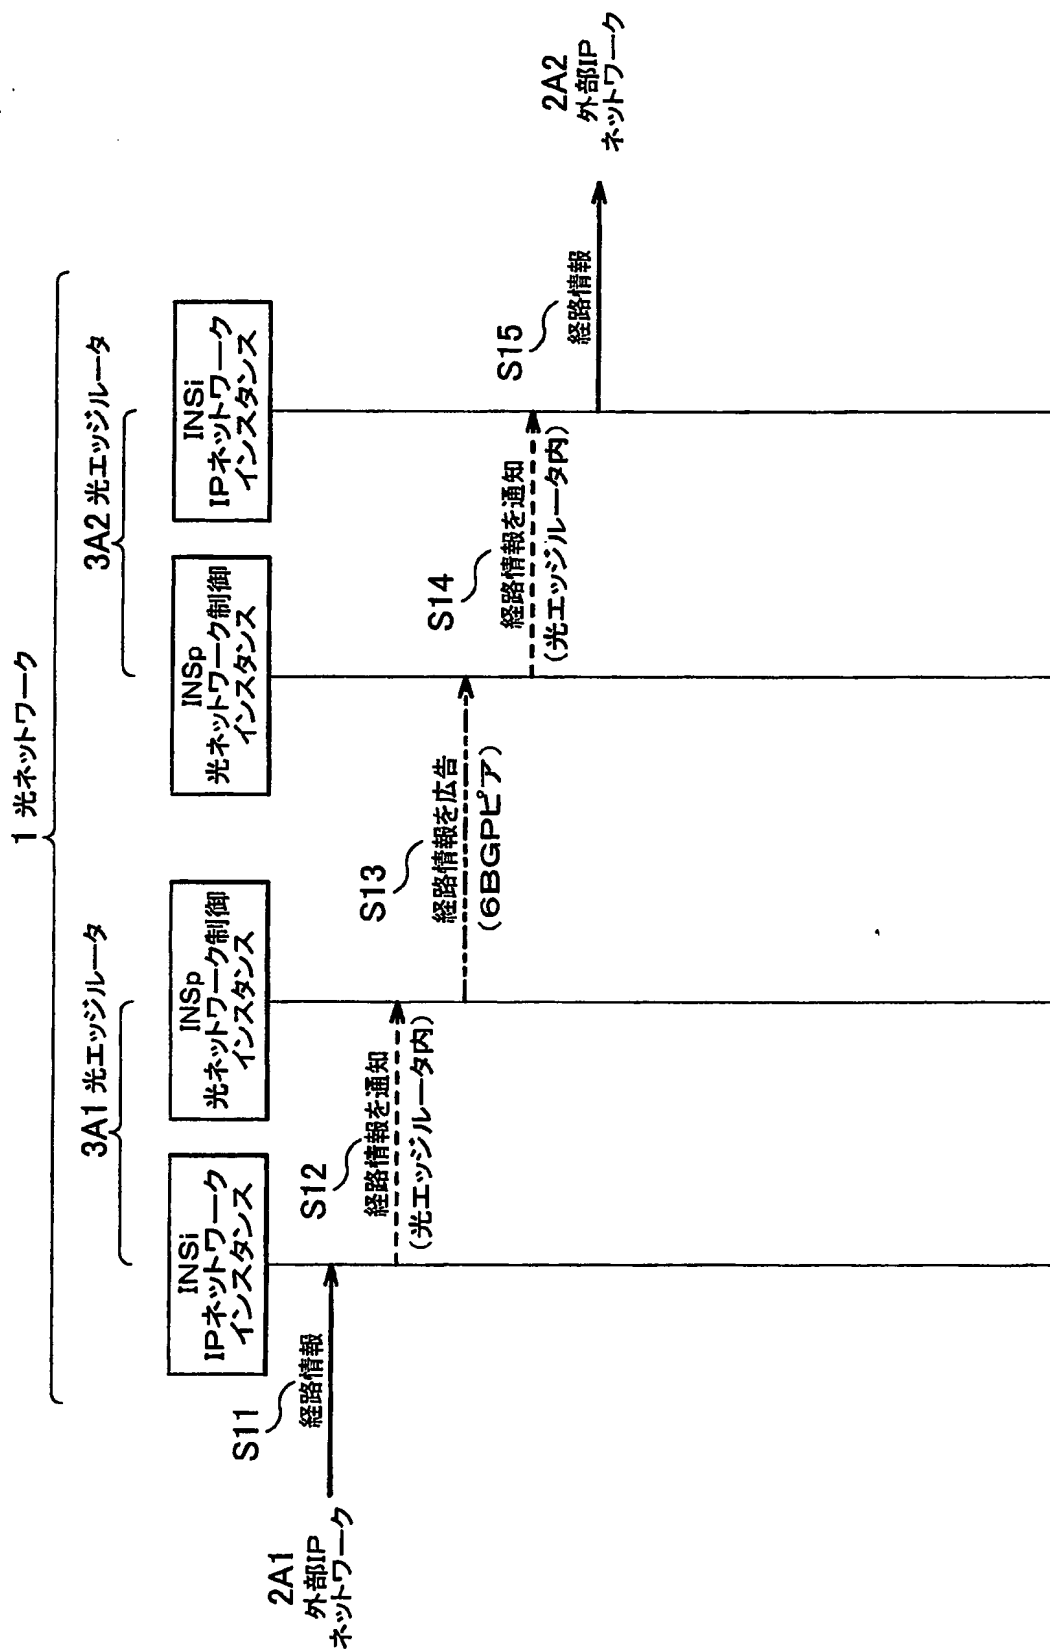 1 光ネットワーク
3A1 光エッジルータ
3A2 光エッジルータ
INSi
IPネットワーク
インスタンス
INSp
光ネットワーク制御
インスタンス
INSp
光ネットワーク制御
インスタンス
INSi
IPネットワーク
インスタンス
2A1
外部IP
ネットワーク
S11
経路情報
S12
経路情報を通知
(光エッジルータ内)
S13
経路情報を広告
(6BGPピア)
S14
経路情報を通知
(光エッジルータ内)
S15
経路情報
2A2
外部IP
ネットワーク